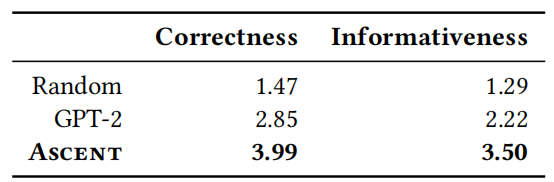 Correctness Informativeness
Random 1.47 1.29
GPT-2 2.85 2.22
ASCENT 3.99 3.50